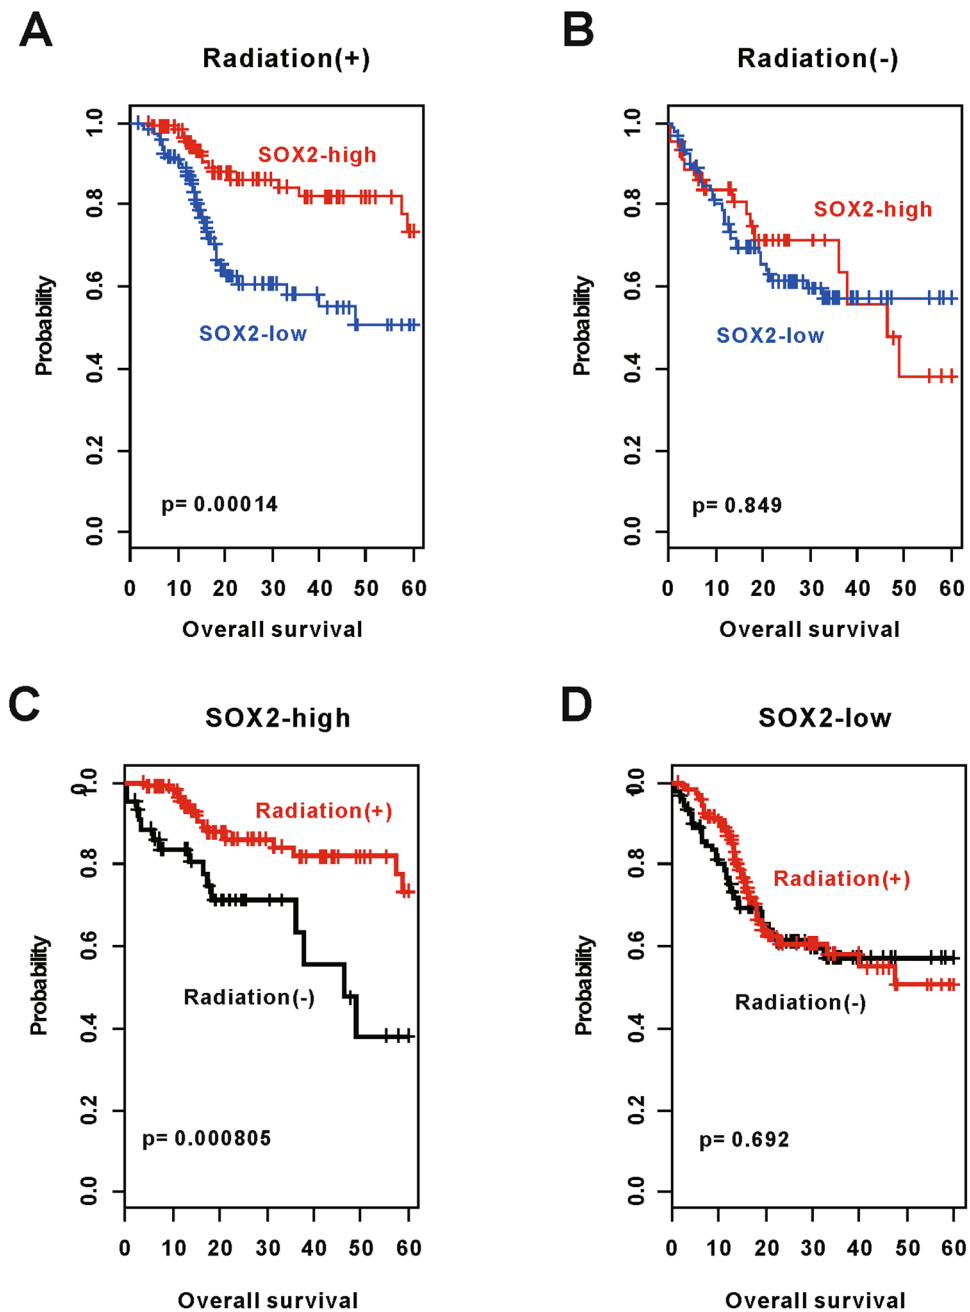 A
Radiation(+)
1.0
0.8
0.6
0.4
0.2
0.0
Probability
SOX2-high
SOX2-low
p= 0.00014
0 10 20 30 40 50 60
Overall survival
B
Radiation(-)
1.0
0.8
0.6
0.4
0.2
0.0
Probability
SOX2-high
SOX2-low
p= 0.849
0 10 20 30 40 50 60
Overall survival
C
SOX2-high
1.0
0.8
0.6
0.4
0.2
0.0
Probability
Radiation(+)
Radiation(-)
p= 0.000805
0 10 20 30 40 50 60
Overall survival
D
SOX2-low
1.0
0.8
0.6
0.4
0.2
0.0
Probability
Radiation(+)
Radiation(-)
p= 0.692
0 10 20 30 40 50 60
Overall survival